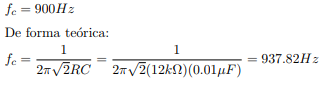 f_c = 900Hz
De forma teórica:
f_c = \frac{1}{2\pi\sqrt{2}RC} = \frac{1}{2\pi\sqrt{2}(12k\Omega)(0.01\mu F)} = 937.82Hz